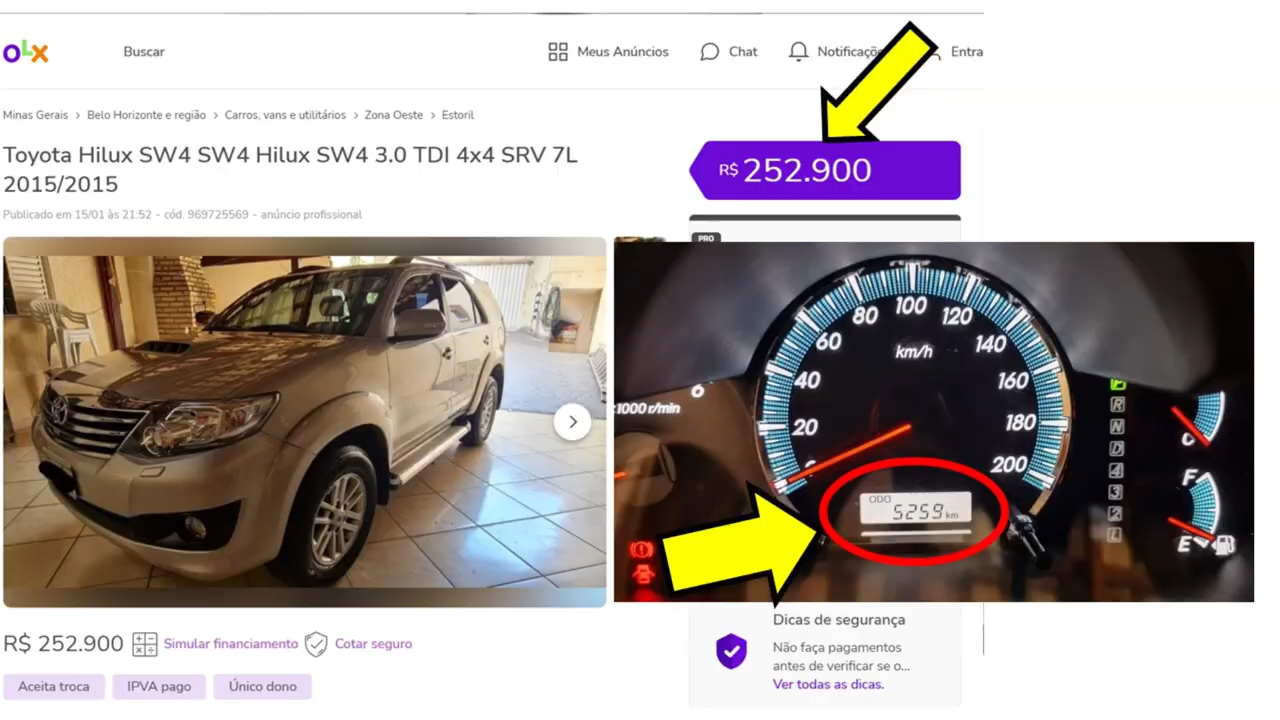 OLX
Buscar
Meus Anúncios
Chat
Notificaçõ
Entra
Minas Gerais > Belo Horizonte e região > Carros, vans e utilitários > Zona Oeste > Estoril
Toyota Hilux SW4 SW4 Hilux SW4 3.0 TDI 4x4 SRV 7L
2015/2015
Publicado em 15/01 às 21:52 - cód. 969725569 - anúncio profissional
R$ 252.900
PRO
6
1000 r/min
0
20
40
60
80
100
120
140
160
180
200
km/h
ODO
5259 km
P
R
N
D
4
3
2
L
C
F
E
R$ 252.900
Simular financiamento
Cotar seguro
Aceita troca
IPVA pago
Único dono
Dicas de segurança
Não faça pagamentos
antes de verificar se o...
Ver todas as dicas.